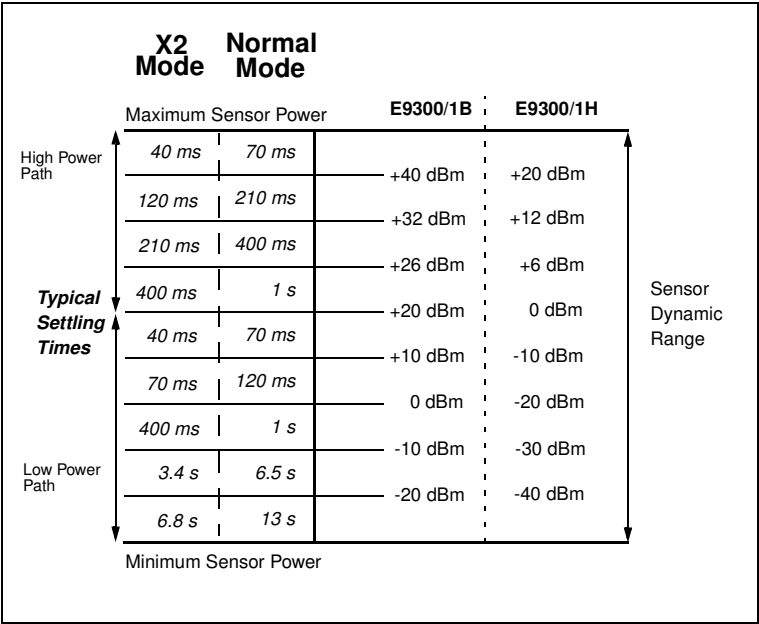 X2 Mode
Normal Mode
Maximum Sensor Power
E9300/1B
E9300/1H
High Power Path
40 ms 70 ms
+40 dBm +20 dBm
120 ms 210 ms
+32 dBm +12 dBm
210 ms 400 ms
+26 dBm +6 dBm
400 ms 1 s
Typical Settling Times
+20 dBm 0 dBm
Sensor Dynamic Range
40 ms 70 ms
+10 dBm -10 dBm
70 ms 120 ms
0 dBm -20 dBm
400 ms 1 s
-10 dBm -30 dBm
Low Power Path
3.4 s 6.5 s
-20 dBm -40 dBm
6.8 s 13 s
Minimum Sensor Power